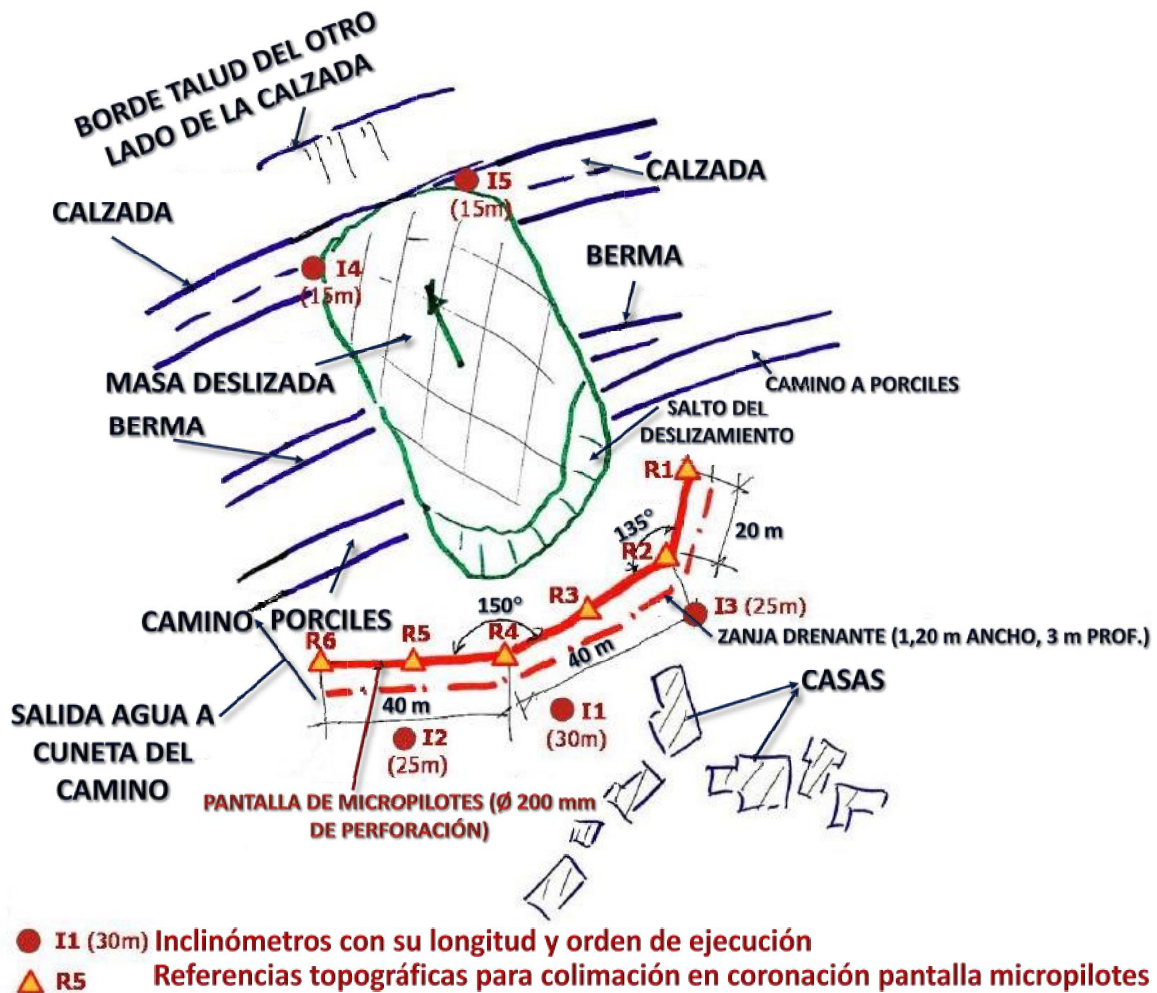 BORDE TALUD DEL OTRO
LADO DE LA CALZADA
CALZADA
I5
(15m)
CALZADA
I4
(15m)
BERMA
MASA DESLIZADA
CAMINO A PORCILES
BERMA
SALTO DEL
DESLIZAMIENTO
R1
135°
20 m
R2
R3
I3 (25m)
150°
CAMINO PORCILES
ZANJA DRENANTE (1,20 m ANCHO, 3 m PROF.)
R6
R5
R4
40 m
CASAS
SALIDA AGUA A
CUNETA DEL
CAMINO
40 m
I1
(30m)
I2
(25m)
PANTALLA DE MICROPILOTES (Ø 200 mm
DE PERFORACIÓN)
I1 (30m) Inclinómetros con su longitud y orden de ejecución
R5 Referencias topográficas para colimación en coronación pantalla micropilotes